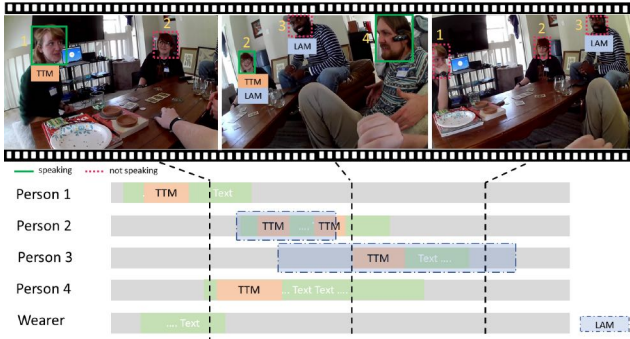 1 2 3 2 4 1 2 3
TTM LAM TTM LAM LAM
speaking not speaking
Person 1 TTM Text
Person 2 TTM .... TTM
Person 3 TTM Text ....
Person 4 TTM ... Text Text ....
Wearer .... Text LAM